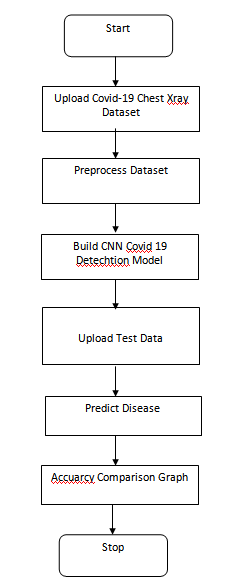 Start
Upload Covid-19 Chest Xray
Dataset
Preprocess Dataset
Build CNN Covid 19
Detechtion Model
Upload Test Data
Predict Disease
Accuarcy Comparison Graph
Stop